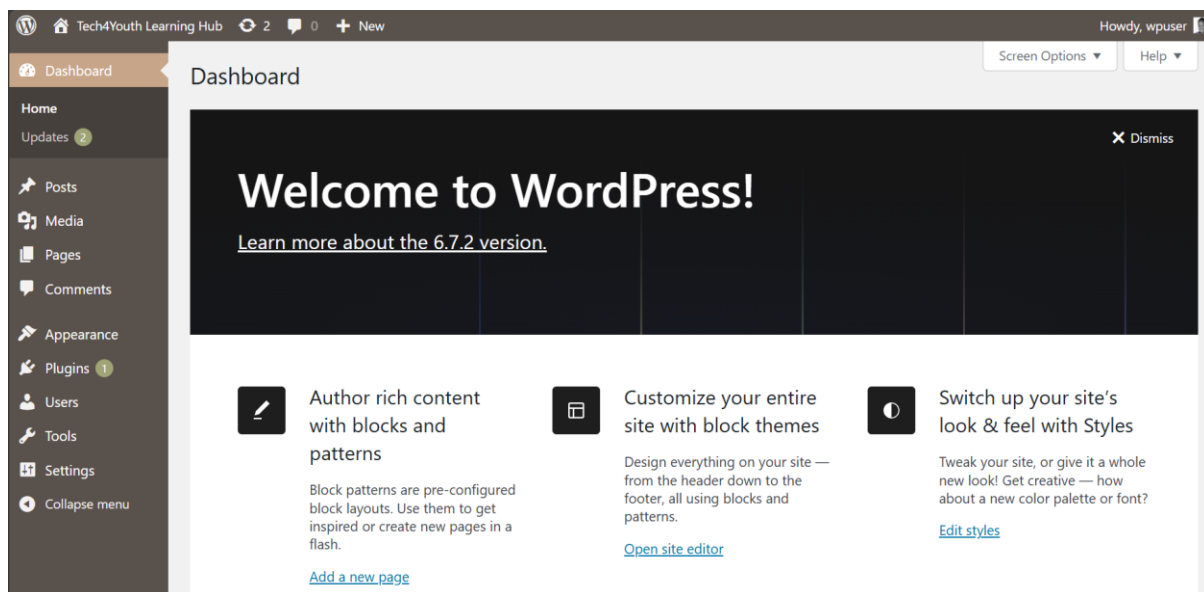 Tech4Youth Learning Hub 2 0 New Howdy, wpuser
Screen Options Help
Dashboard
Home
Updates 2
Posts
Media
Pages
Comments
Appearance
Plugins 1
Users
Tools
Settings
Collapse menu
Dashboard
Dismiss
Welcome to WordPress!
Learn more about the 6.7.2 version.
Author rich content
with blocks and
patterns
Block patterns are pre-configured
block layouts. Use them to get
inspired or create new pages in a
flash.
Add a new page
Customize your entire
site with block themes
Design everything on your site —
from the header down to the
footer, all using blocks and
patterns.
Open site editor
Switch up your site's
look & feel with Styles
Tweak your site, or give it a whole
new look! Get creative — how
about a new color palette or font?
Edit styles